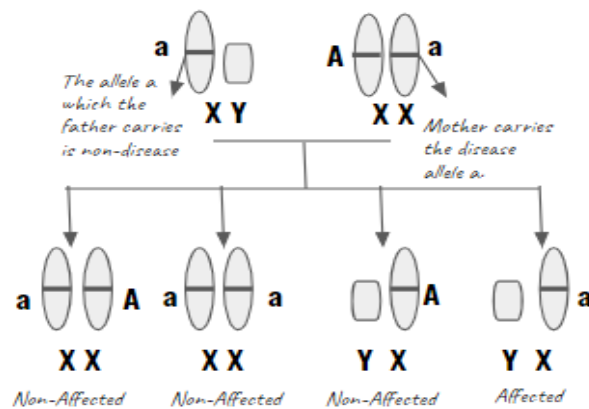 a
A
a
The allele a
which the
father carries
is non-disease
X Y
X X
Mother carries
the disease
allele a.
a
A
a
a
A
a
X X
X X
Y X
Y X
Non-Affected
Non-Affected
Non-Affected
Affected